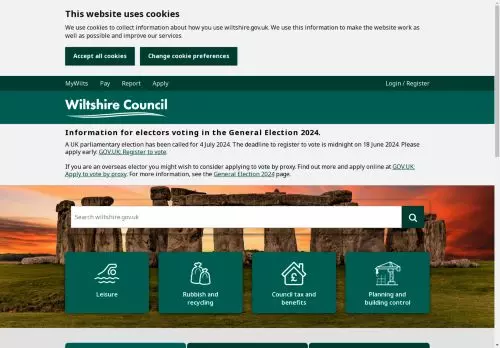 This website uses cookies
We use cookies to collect information about how you use wiltshire.gov.uk. We use this information to make the website work
as well as possible and improve our services.
Accept all cookies
Change cookie preferences
MyWilts Pay Report Apply Login / Register
Wiltshire Council
Information for electors voting in the General Election 2024.
A UK parliamentary election has been called for 4 July 2024. The deadline to register to vote is midnight on 18 June 2024. Please
apply early: GOV.UK: Register to vote.
If you are an overseas elector you might wish to consider applying to vote by proxy. Find out more and apply online at GOV.UK:
Apply to vote by proxy. For more information, see the General Election 2024 page.
Search wiltshire.gov.uk
Leisure
Rubbish and
recycling
Council tax and
benefits
Planning and
building control